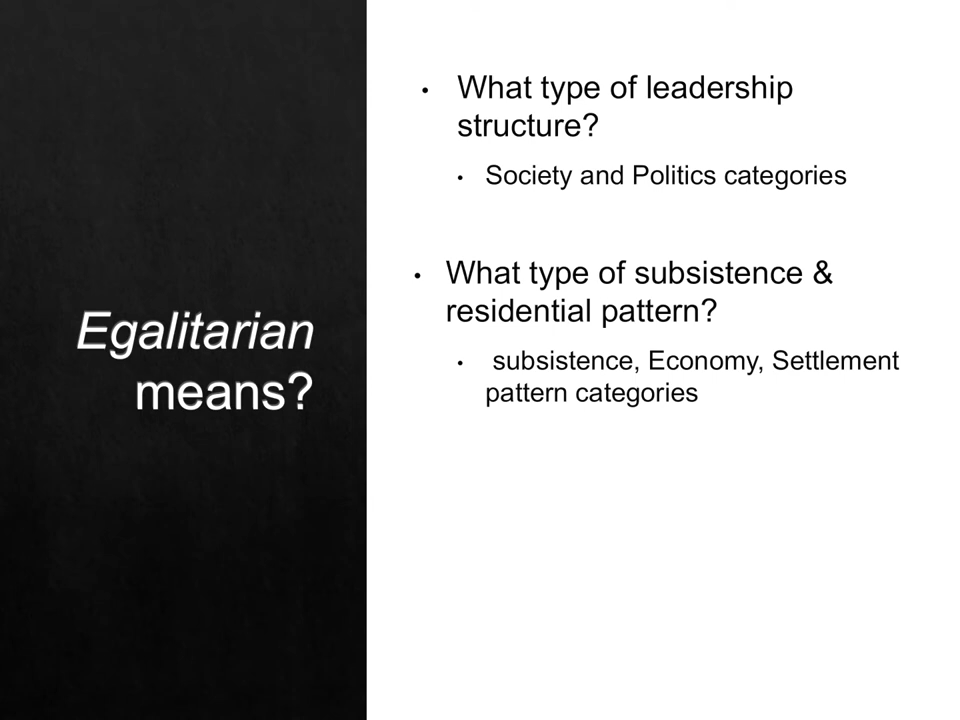 Egalitarian
means?
• What type of leadership
structure?
• Society and Politics categories
• What type of subsistence &
residential pattern?
• subsistence, Economy, Settlement
pattern categories